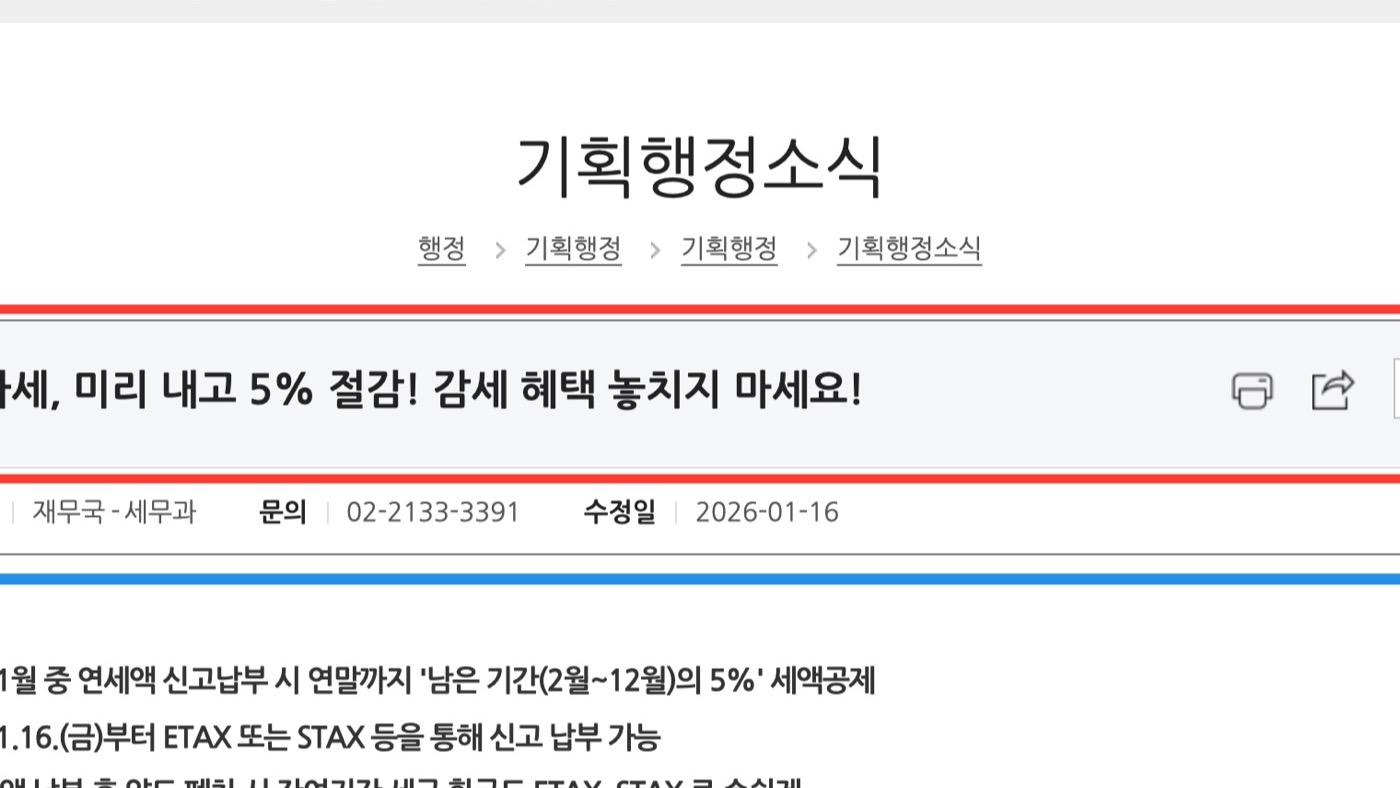 기획행정소식
행정 > 기획행정 > 기획행정 > 기획행정소식
세, 미리 내고 5% 절감! 감세 혜택 놓치지 마세요!
재무국 - 세무과 문의 02-2133-3391 수정일 2026-01-16
1월 중 연세액 신고납부 시 연말까지 '남은 기간(2월~12월)의 5%' 세액공제
1.16.(금)부터 ETAX 또는 STAX 등을 통해 신고 납부 가능